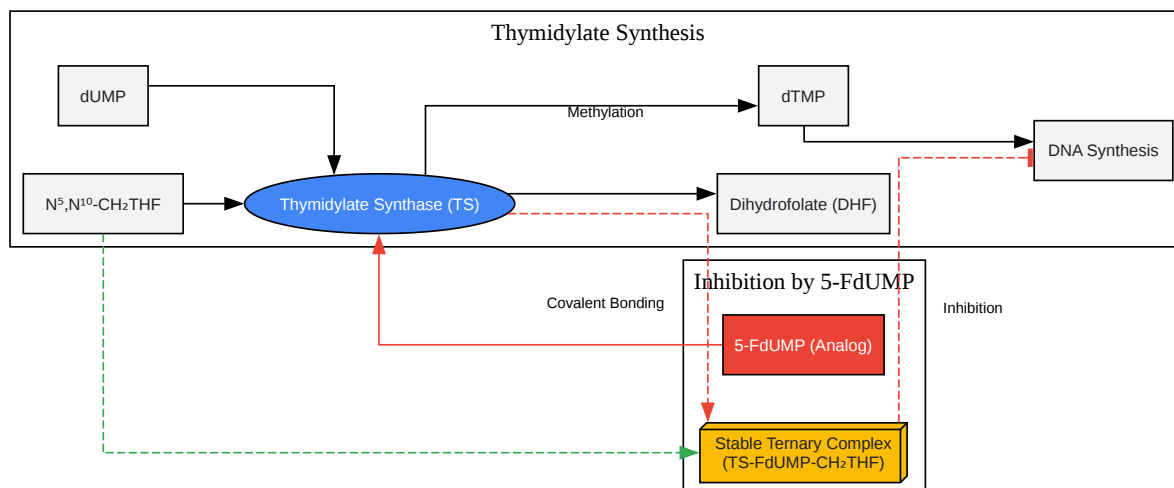 Thymidylate Synthesis
dUMP
dTMP
Methylation
DNA Synthesis
N⁵,N¹⁰-CH₂THF
Thymidylate Synthase (TS)
Dihydrofolate (DHF)
Inhibition by 5-FdUMP
Covalent Bonding
Inhibition
5-FdUMP (Analog)
Stable Ternary Complex
(TS-FdUMP-CH₂THF)